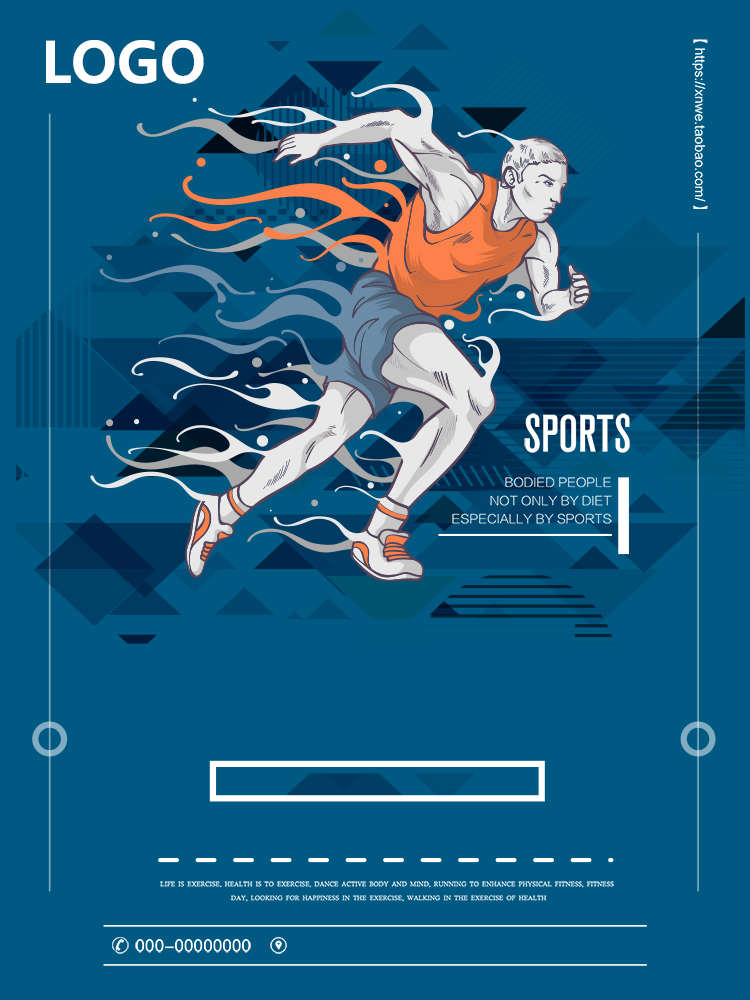 LOGO
【 https://xnwe.taobao.com/ 】
SPORTS
BODIED PEOPLE
NOT ONLY BY DIET
ESPECIALLY BY SPORTS
LIFE IS EXERCISE, HEALTH IS TO EXERCISE, DANCE ACTIVE BODY AND MIND, RUNNING TO ENHANCE PHYSICAL FITNESS, FITNESS
DAY, LOOKING FOR HAPPINESS IN THE EXERCISE, WALKING IN THE EXERCISE OF HEALTH
000-00000000